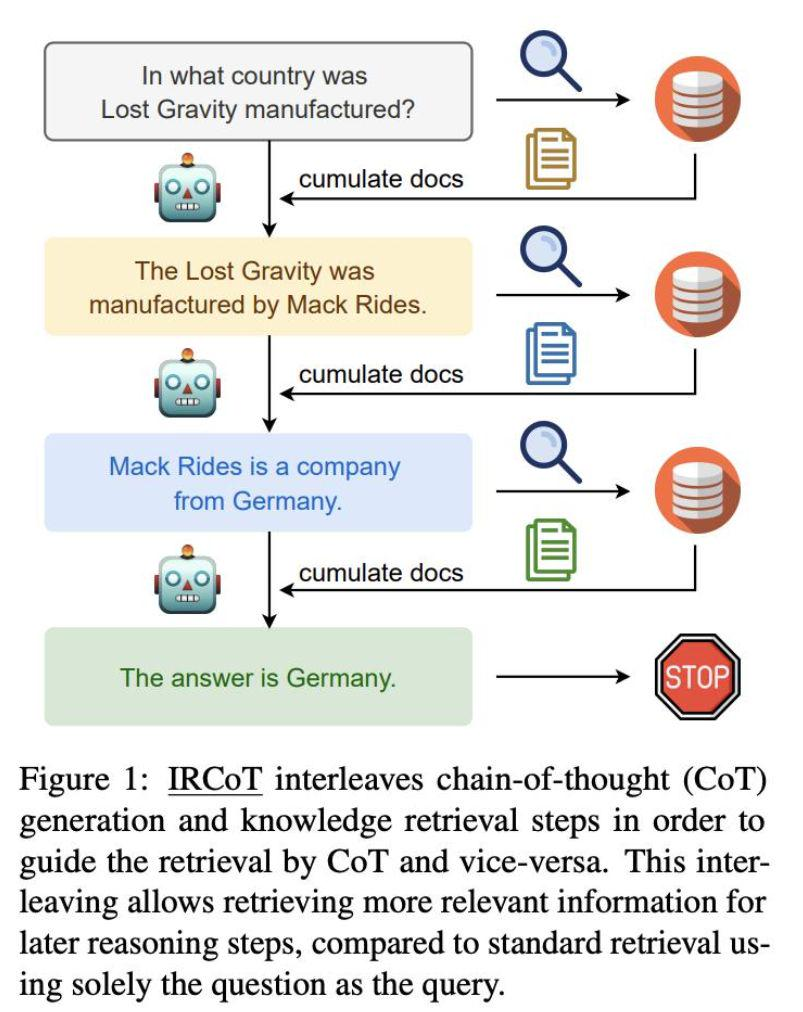 In what country was
Lost Gravity manufactured?
cumulate docs
The Lost Gravity was
manufactured by Mack Rides.
cumulate docs
Mack Rides is a company
from Germany.
cumulate docs
The answer is Germany.
STOP
Figure 1: IRCoT interleaves chain-of-thought (CoT)
generation and knowledge retrieval steps in order to
guide the retrieval by CoT and vice-versa. This inter-
leaving allows retrieving more relevant information for
later reasoning steps, compared to standard retrieval us-
ing solely the question as the query.